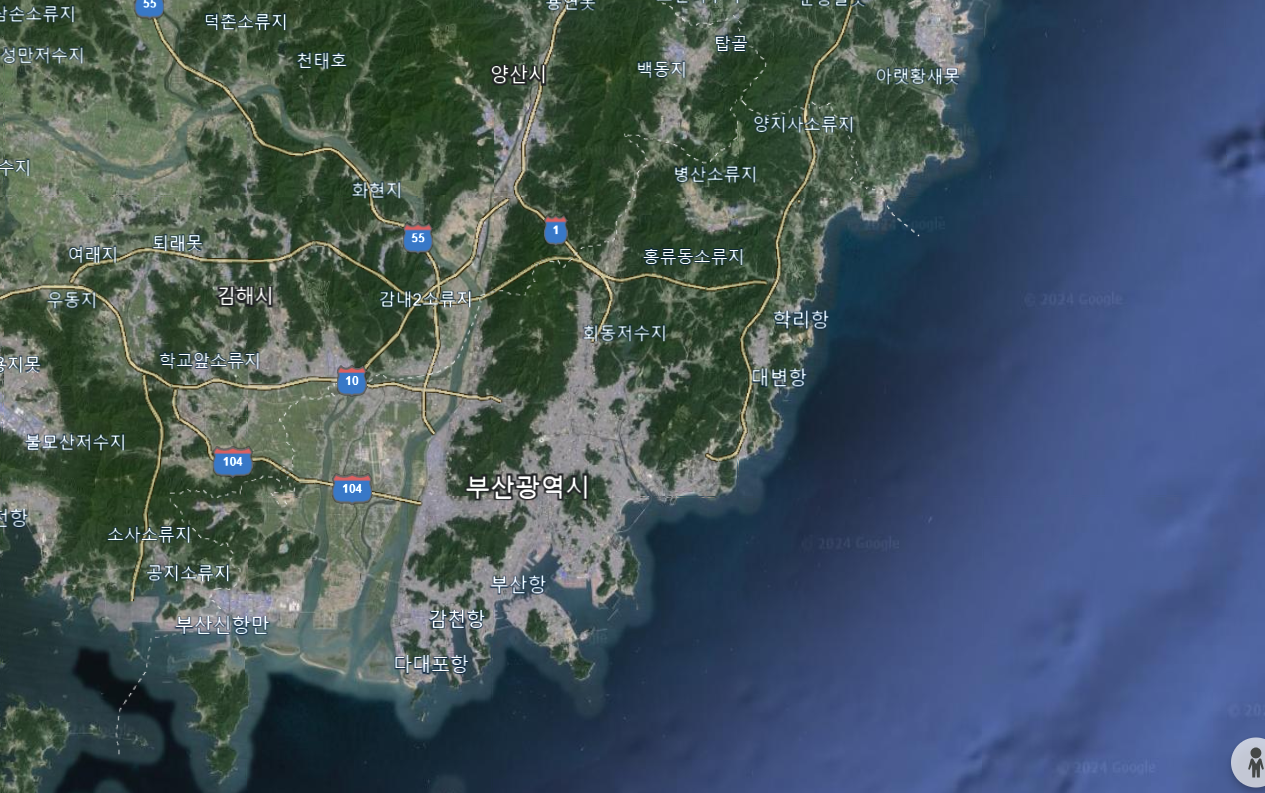 55
덕촌소류지
성만저수지
천태호
양산시
백동지
탑골
아랫황새못
양지사소류지
병산소류지
화현지
55
1
여래지
퇴래못
홍류동소류지
우동지
김해시
감내2소류지
© 2024 Google
학리항
회동저수지
학교앞소류지
10
대변항
불모산저수지
104
104
부산광역시
소사소류지
© 2024 Google
공지소류지
부산항
부산신항만
감천항
다대포항
© 2024 Google